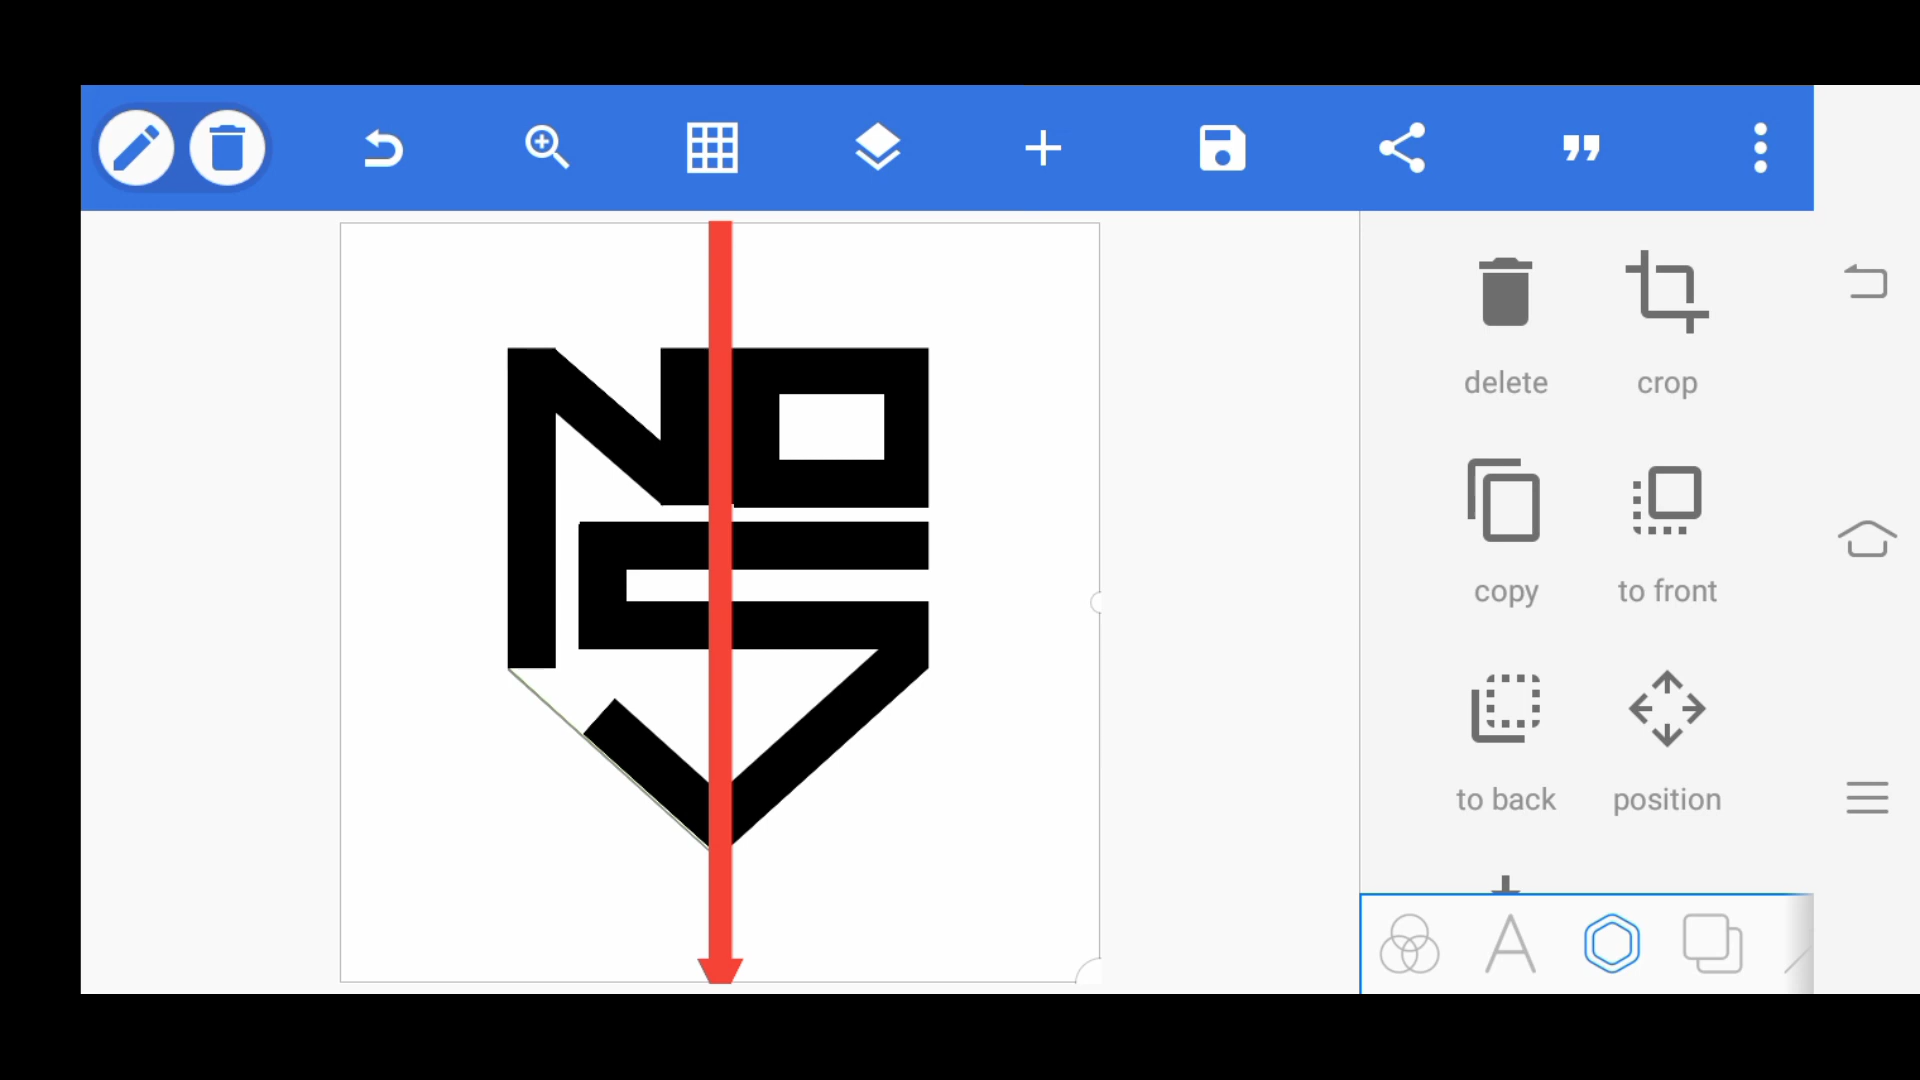 delete
crop
copy
to front
to back
position